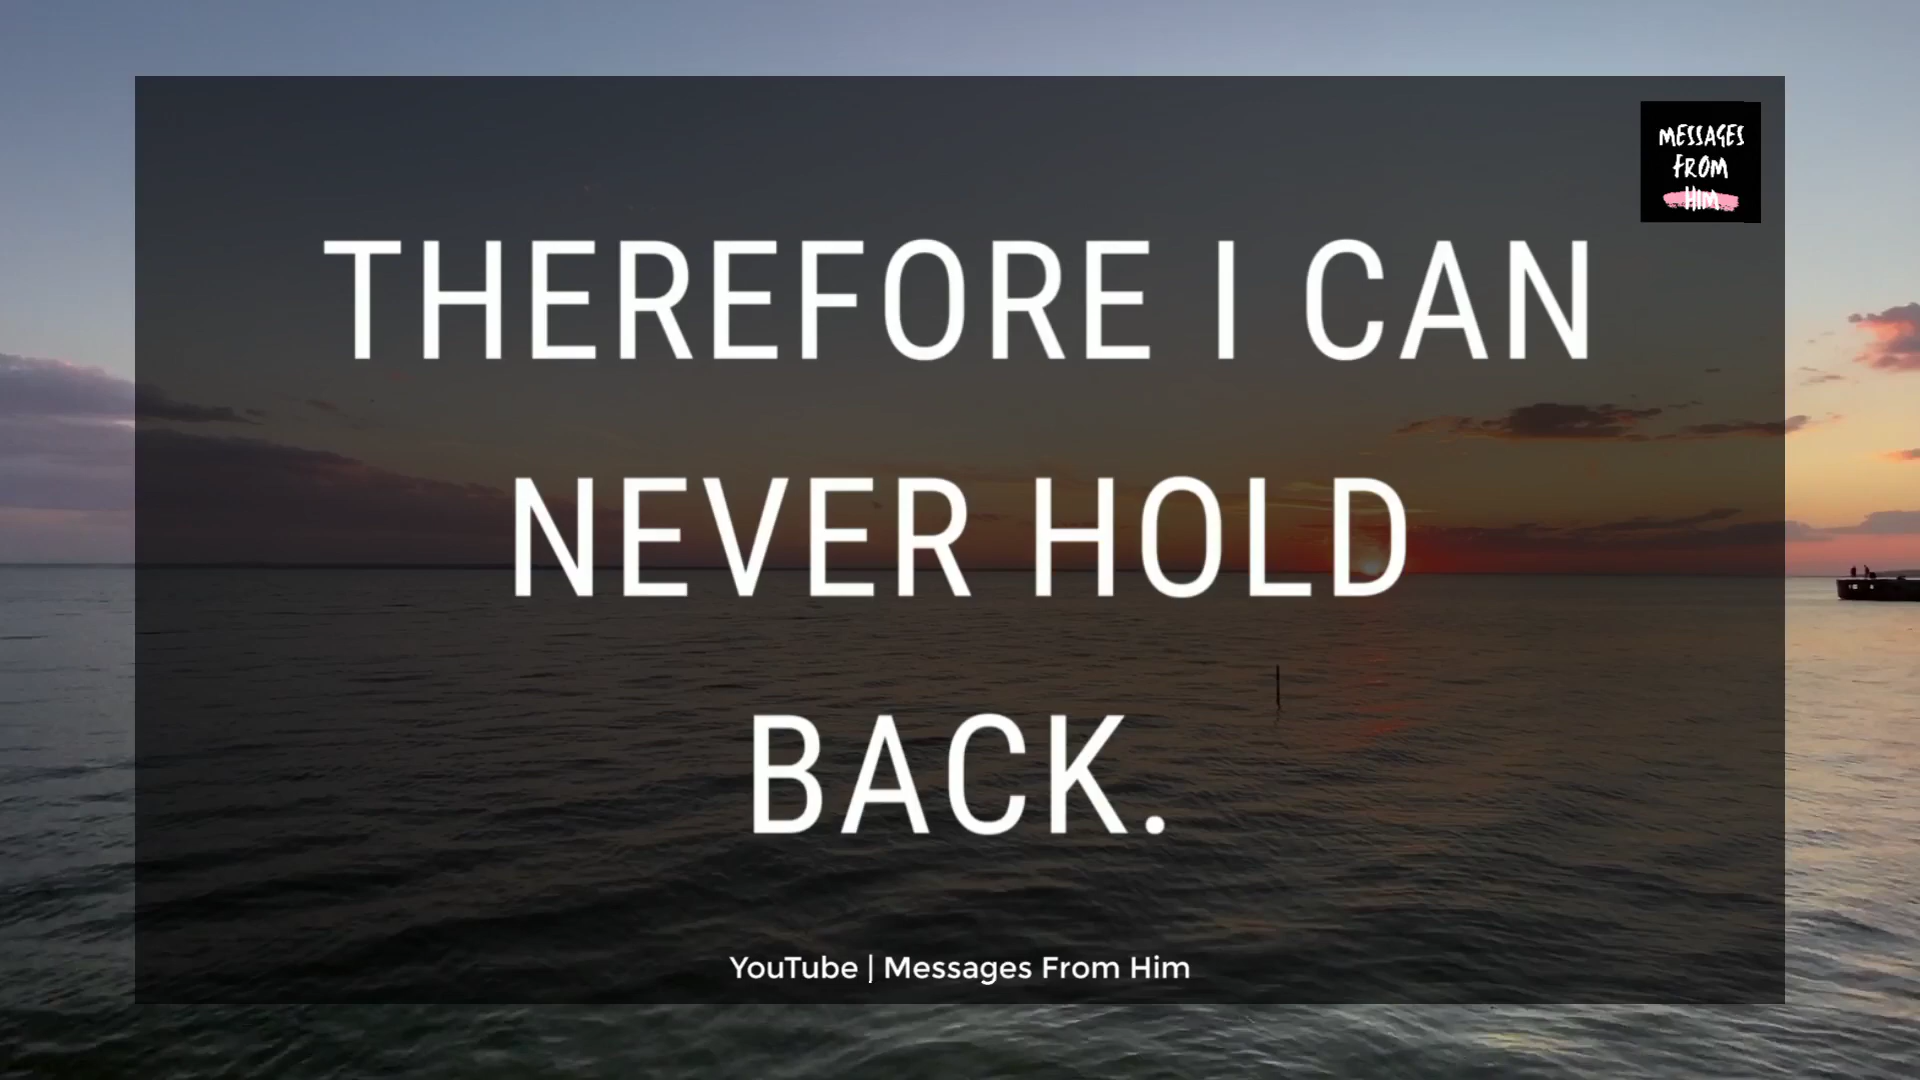 MESSAGES
FROM
HIM
THEREFORE I CAN
NEVER HOLD
BACK.
YouTube | Messages From Him